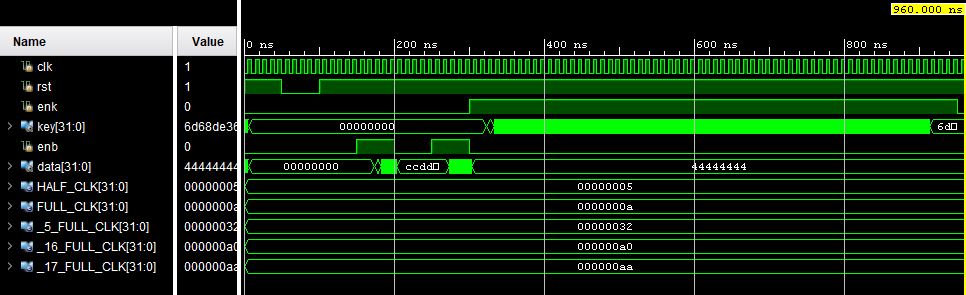 960.000 ns
Name Value 0 ns 200 ns 400 ns 600 ns 800 ns
clk 1
rst 1
enk 0
key[31:0] 6d68de36 00000000 6d
enb 0
data[31:0] 44444444 00000000 ccdd 44444444
HALF_CLK[31:0] 00000005 00000005
FULL_CLK[31:0] 0000000a 0000000a
_5_FULL_CLK[31:0] 00000032 00000032
_16_FULL_CLK[31:0] 000000a0 000000a0
_17_FULL_CLK[31:0] 000000aa 000000aa